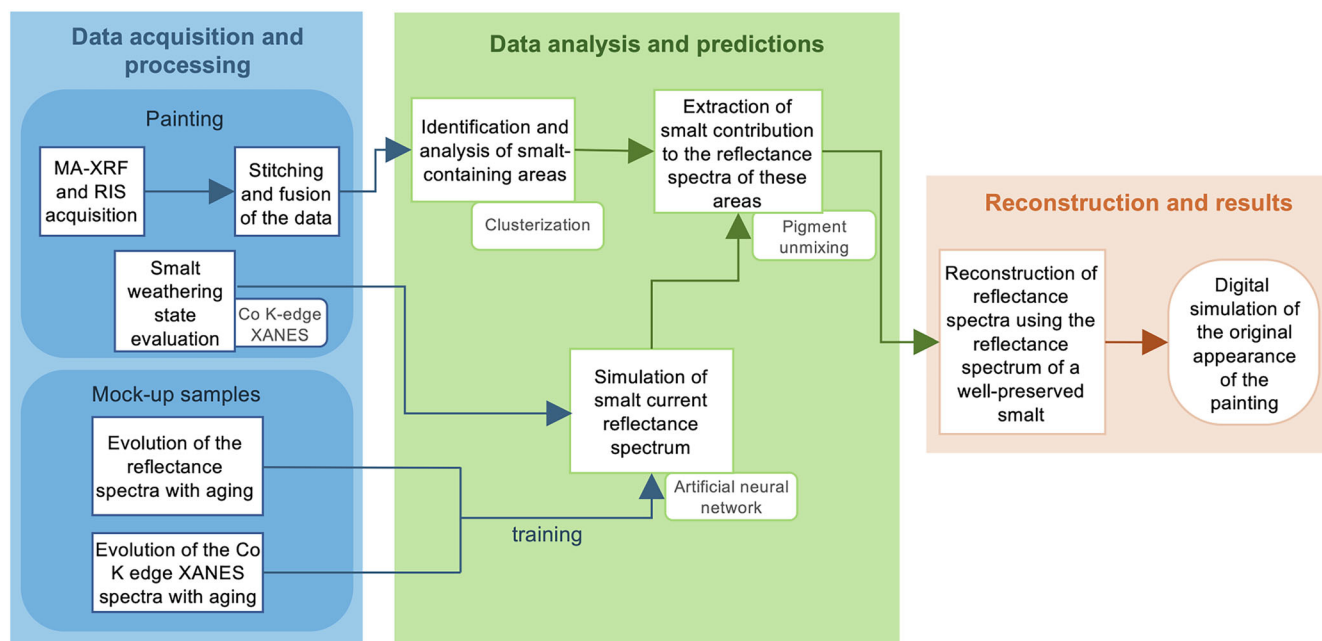 Data acquisition and
processing
Painting
MA-XRF
and RIS
acquisition
Stitching
and fusion
of the data
Smalt
weathering
state
evaluation
Co K-edge
XANES
Mock-up samples
Evolution of the
reflectance
spectra with aging
Evolution of the Co
K edge XANES
spectra with aging
training
Data analysis and predictions
Identification and
analysis of smalt-
containing areas
Clusterization
Extraction of
smalt contribution
to the reflectance
spectra of these
areas
Pigment
unmixing
Simulation of
smalt current
reflectance
spectrum
Artificial neural
network
Reconstruction and results
Reconstruction of
reflectance
spectra using the
reflectance
spectrum of a
well-preserved
smalt
Digital
simulation of
the original
appearance
of the
painting